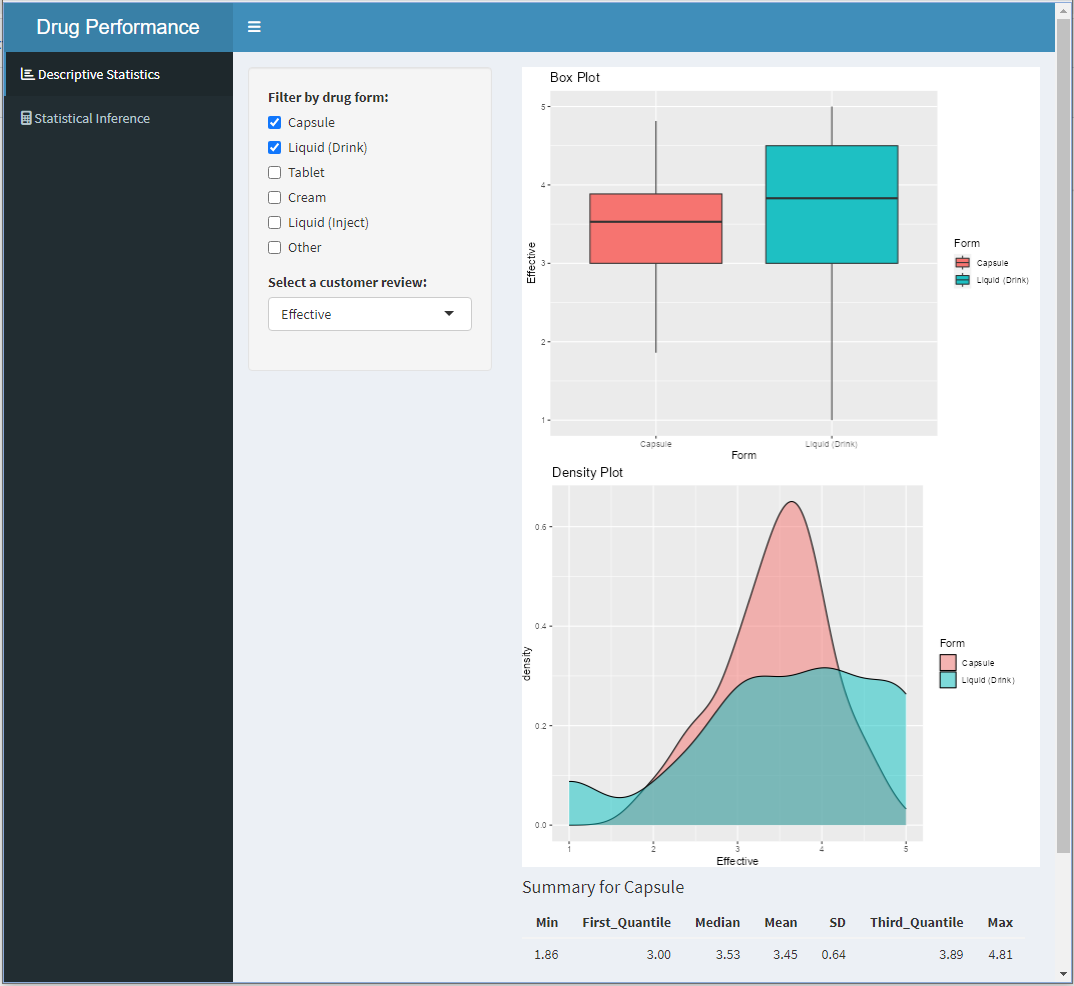 Drug Performance
Descriptive Statistics
Statistical Inference
Filter by drug form:
Capsule
Liquid (Drink)
Tablet
Cream
Liquid (Inject)
Other
Select a customer review:
Effective
Box Plot
5
4
3
2
1
Effective
Capsule
Liquid (Drink)
Form
Form
Capsule
Liquid (Drink)
Density Plot
0.6
0.4
0.2
0.0
density
1 2 3 4 5
Effective
Form
Capsule
Liquid (Drink)
Summary for Capsule
Min First_Quantile Median Mean SD Third_Quantile Max
1.86 3.00 3.53 3.45 0.64 3.89 4.81